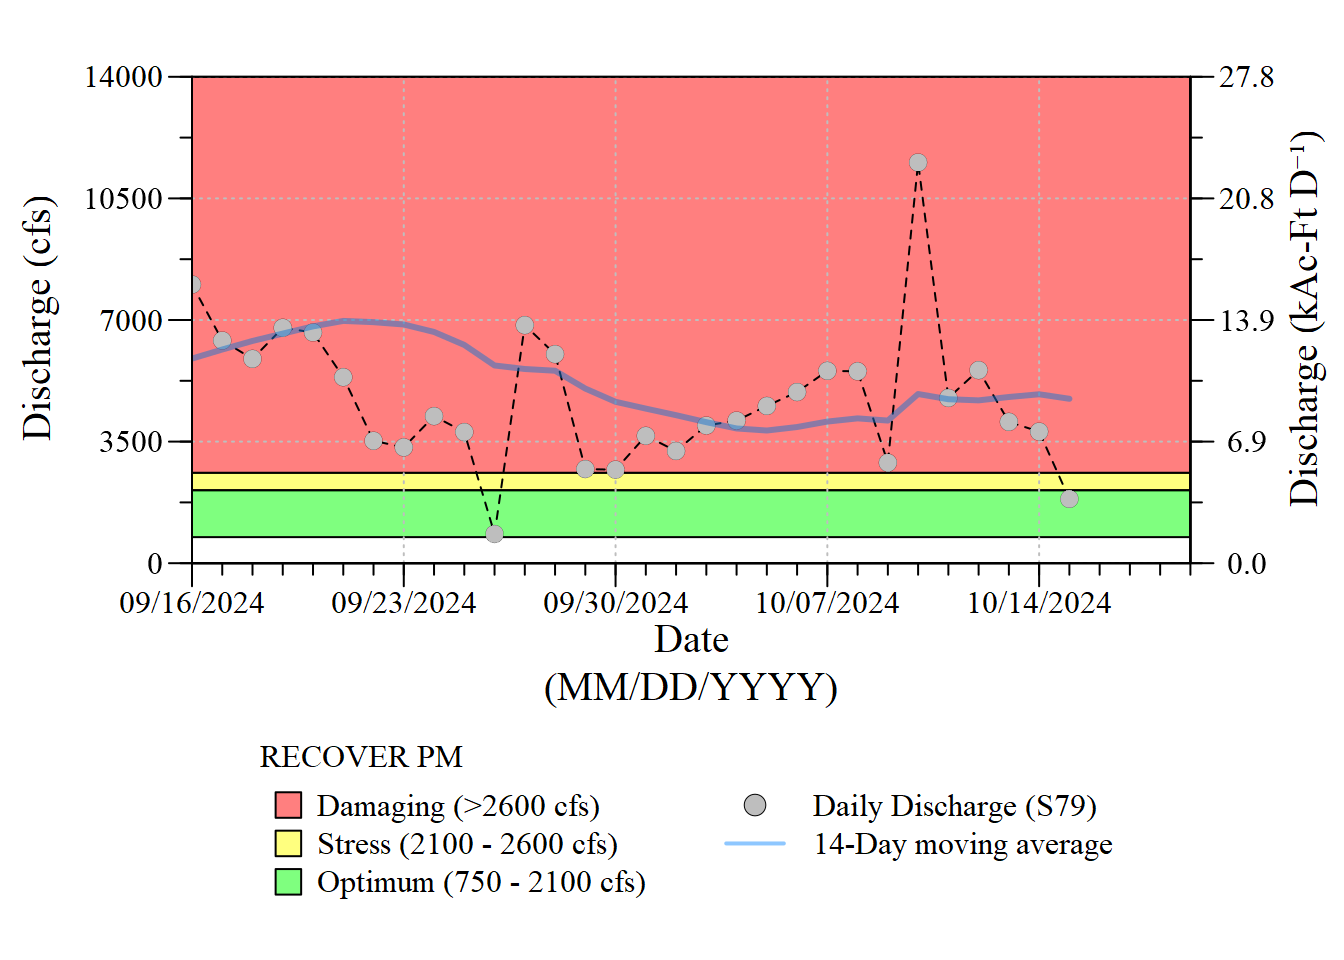 14000
10500
7000
3500
0
Discharge (cfs)
27.8
20.8
13.9
6.9
0.0
Discharge (kAc-Ft D⁻¹)
09/16/2024 09/23/2024 09/30/2024 10/07/2024 10/14/2024
Date
(MM/DD/YYYY)
RECOVER PM
Damaging (>2600 cfs)
Stress (2100 - 2600 cfs)
Optimum (750 - 2100 cfs)
Daily Discharge (S79)
14-Day moving average